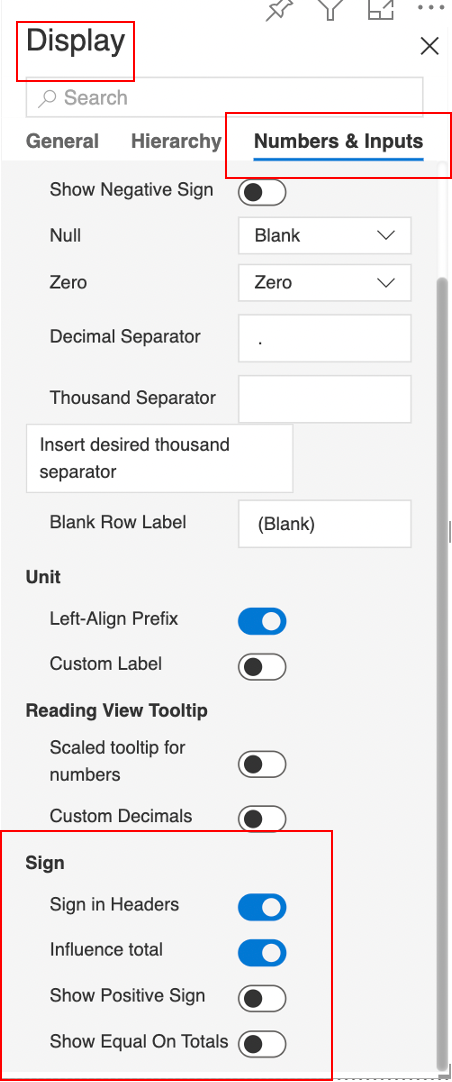 Display
Search
General Hierarchy Numbers & Inputs
Show Negative Sign
Null Blank
Zero Zero
Decimal Separator .
Thousand Separator
Insert desired thousand
separator
Blank Row Label (Blank)
Unit
Left-Align Prefix
Custom Label
Reading View Tooltip
Scaled tooltip for
numbers
Custom Decimals
Sign
Sign in Headers
Influence total
Show Positive Sign
Show Equal On Totals